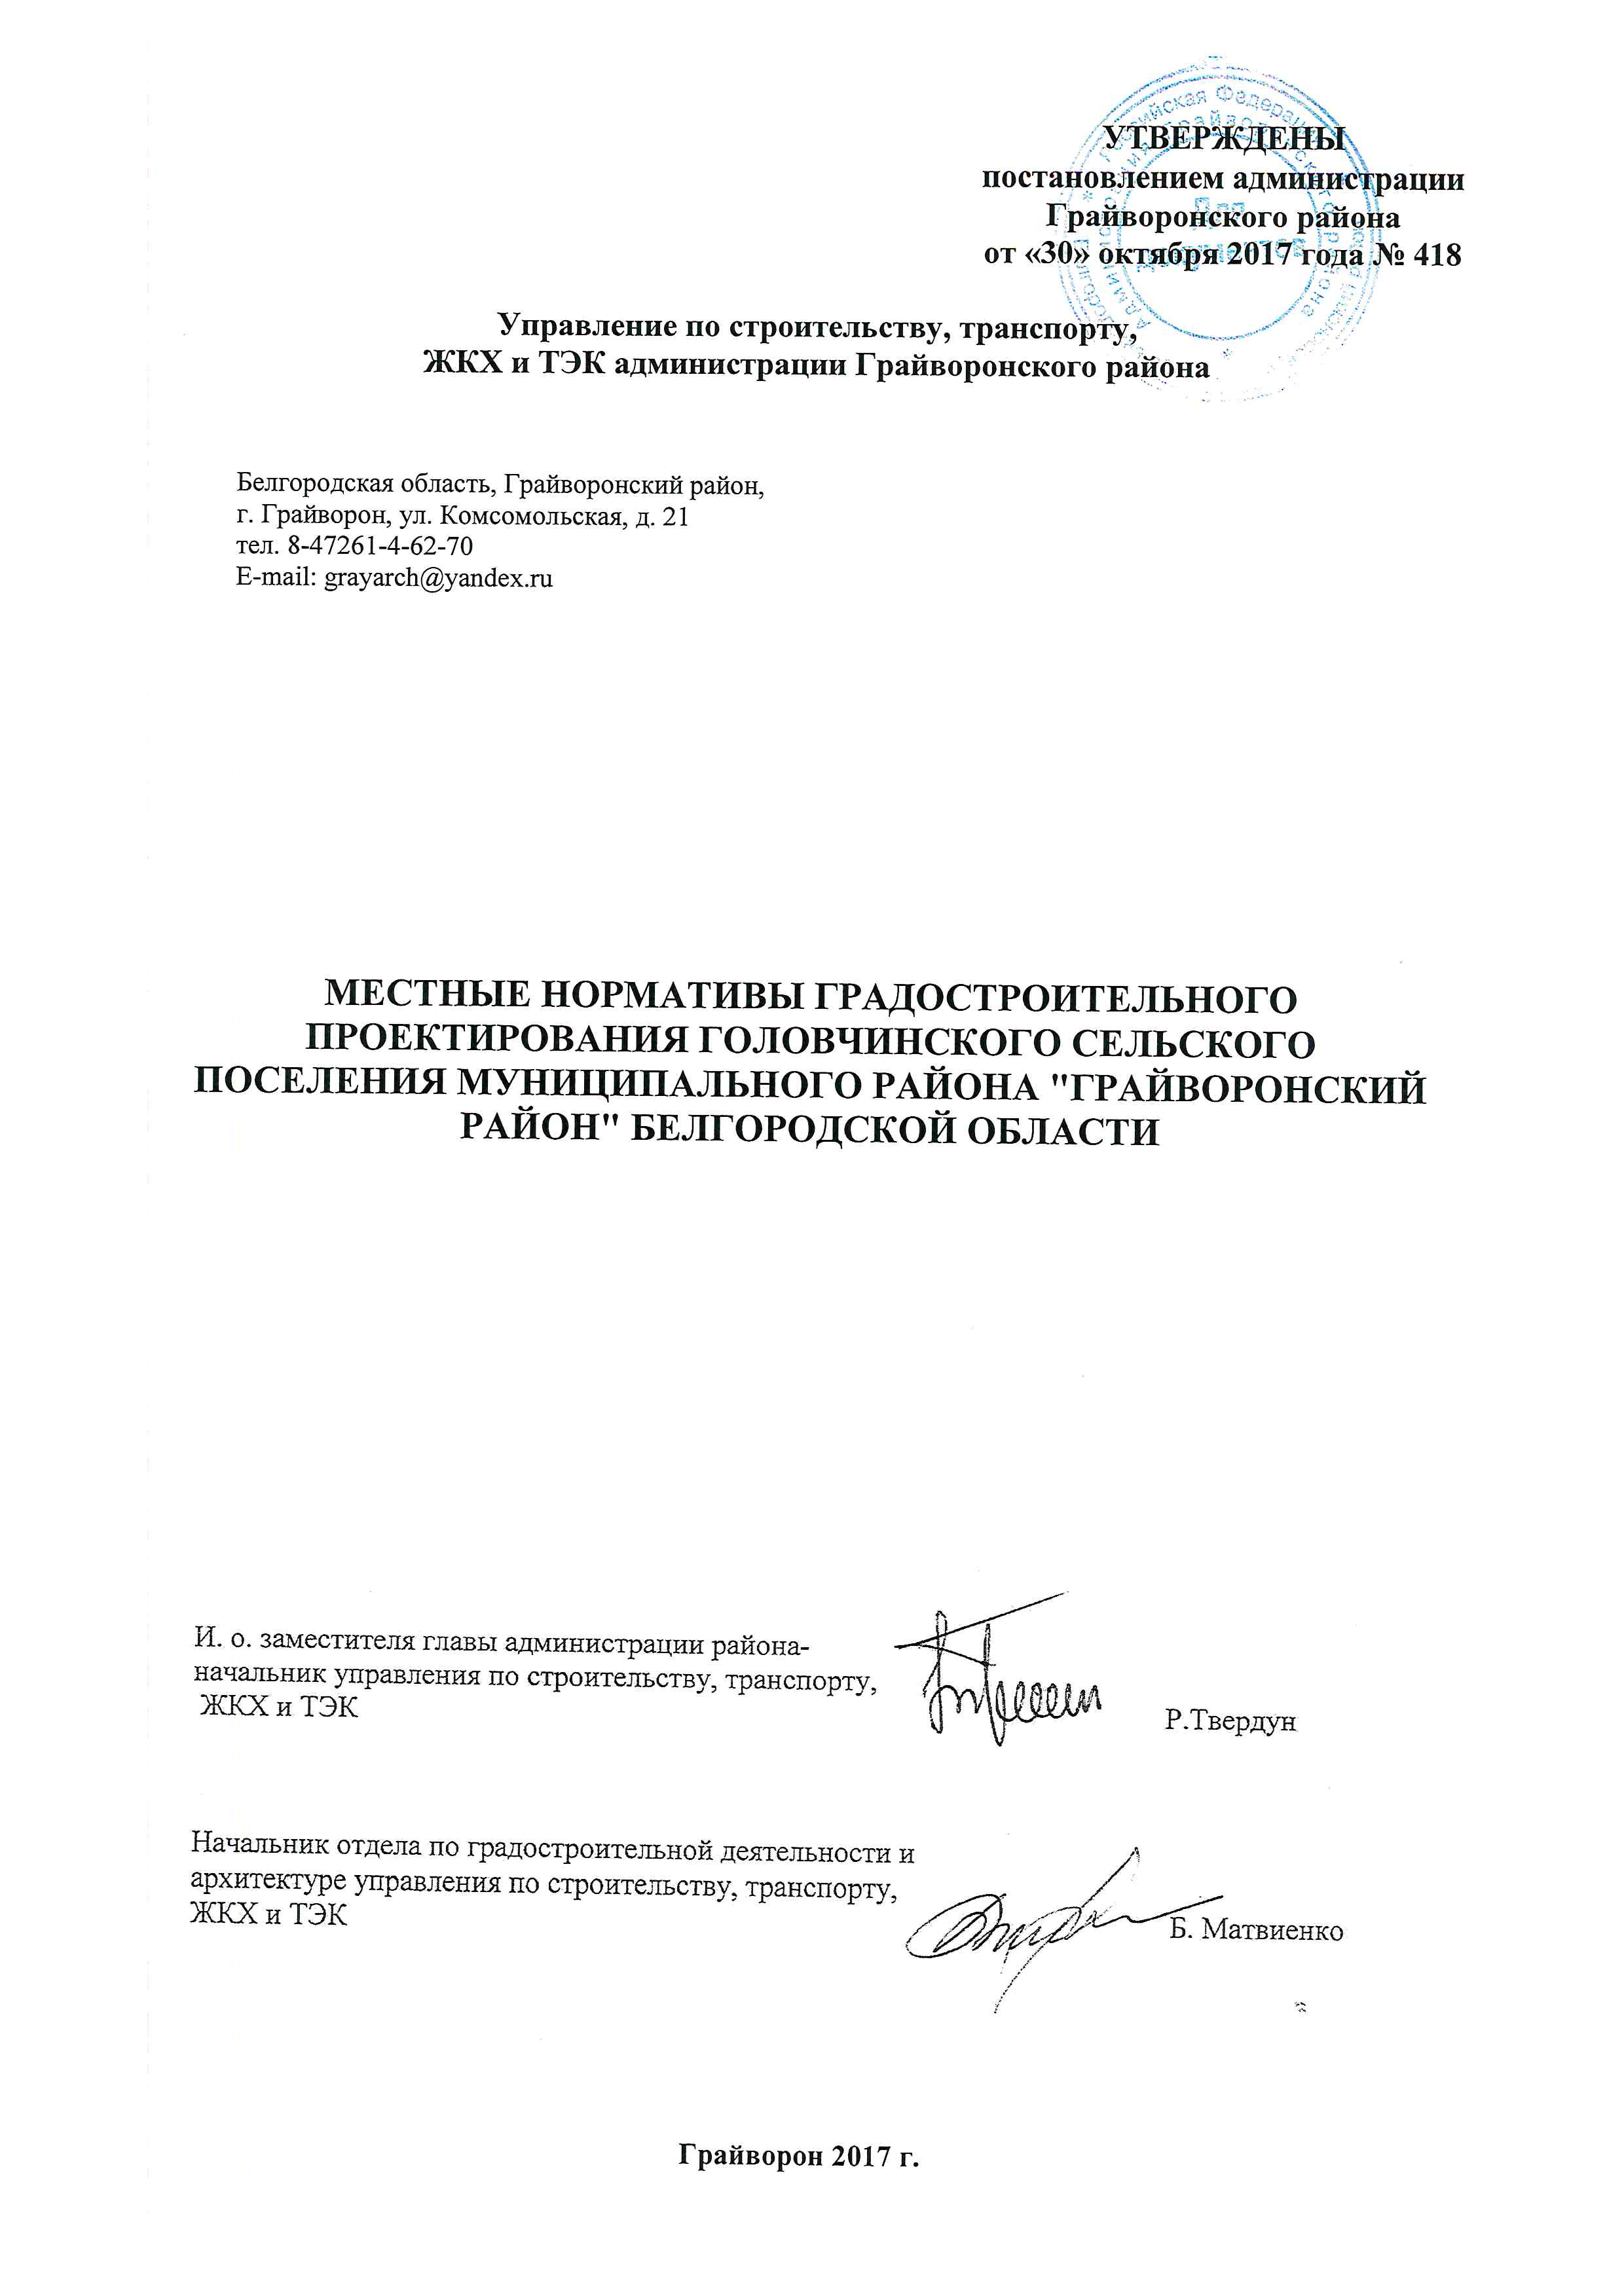 УТВЕРЖДЕНЫ
постановлением администрации
Грайворонского района
от «30» октября 2017 года № 418
Управление по строительству, транспорту,
ЖКХ и ТЭК администрации Грайворонского района
Белгородская область, Грайворонский район,
г. Грайворон, ул. Комсомольская, д. 21
тел. 8-47261-4-62-70
E-mail: grayarch@yandex.ru
МЕСТНЫЕ НОРМАТИВЫ ГРАДОСТРОИТЕЛЬНОГО
ПРОЕКТИРОВАНИЯ ГОЛОВЧИНСКОГО СЕЛЬСКОГО
ПОСЕЛЕНИЯ МУНИЦИПАЛЬНОГО РАЙОНА "ГРАЙВОРОНСКИЙ
РАЙОН" БЕЛГОРОДСКОЙ ОБЛАСТИ
И. о. заместителя главы администрации района-
начальник управления по строительству, транспорту,
ЖКХ и ТЭК
Р.Твердун
Начальник отдела по градостроительной деятельности и
архитектуре управления по строительству, транспорту,
ЖКХ и ТЭК
Б. Матвиенко
Грайворон 2017 г.